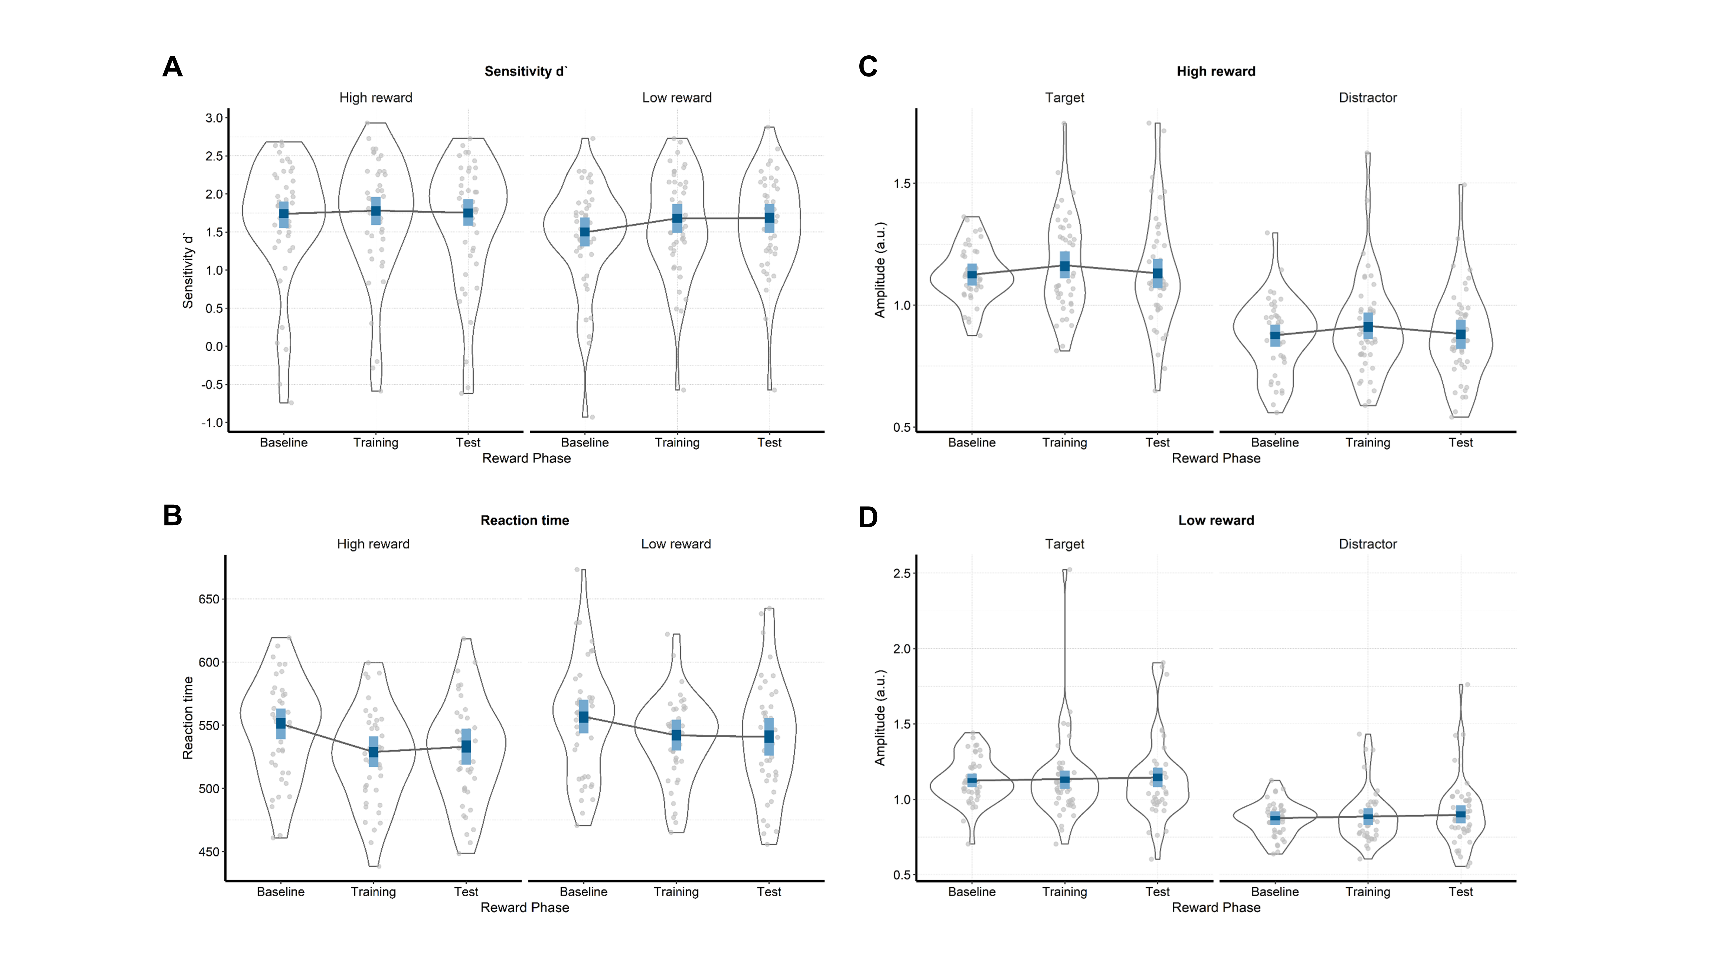 A
Sensitivity d`
High reward
Low reward
Sensitivity d`
3.0
2.5
2.0
1.5
1.0
0.5
0.0
-0.5
-1.0
Baseline
Training
Test
Baseline
Training
Test
Reward Phase
B
Reaction time
High reward
Low reward
Reaction time
650
600
550
500
450
Baseline
Training
Test
Baseline
Training
Test
Reward Phase
C
High reward
Target
Distractor
Amplitude (a.u.)
1.5
1.0
0.5
Baseline
Training
Test
Baseline
Training
Test
Reward Phase
D
Low reward
Target
Distractor
Amplitude (a.u.)
2.5
2.0
1.5
1.0
0.5
Baseline
Training
Test
Baseline
Training
Test
Reward Phase